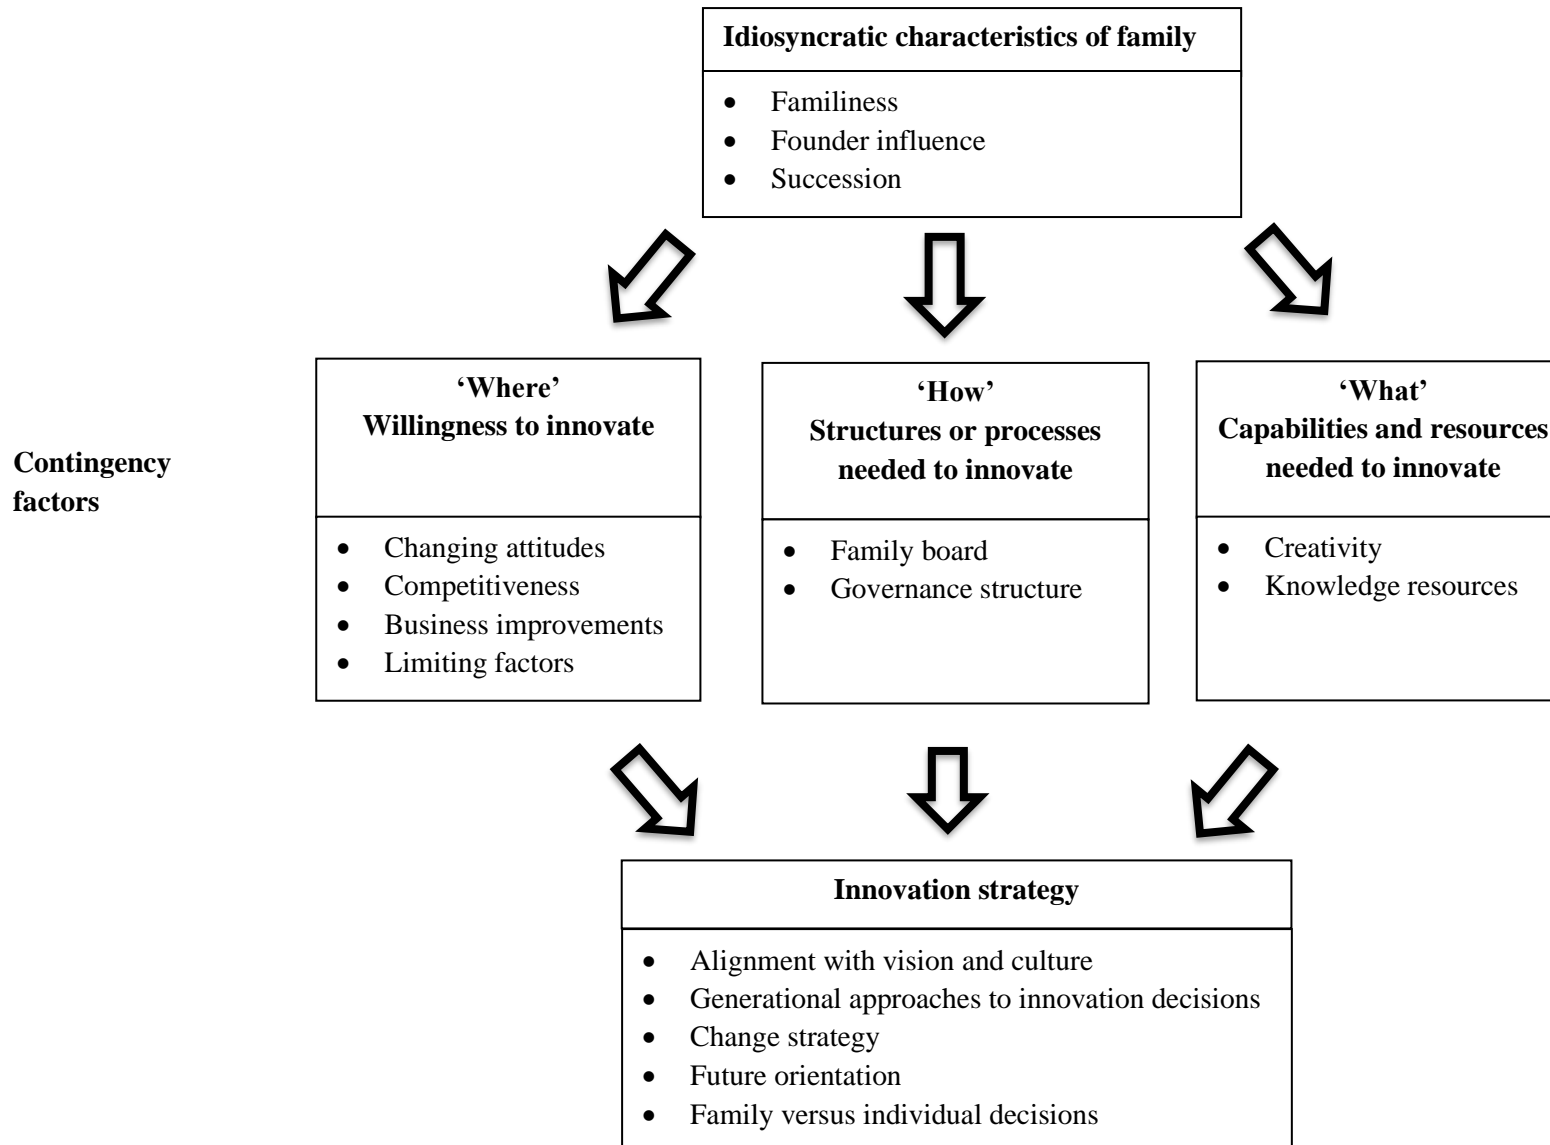 Idiosyncratic characteristics of family
• Familiness
• Founder influence
• Succession
Contingency
factors
‘Where’
Willingness to innovate
• Changing attitudes
• Competitiveness
• Business improvements
• Limiting factors
‘How’
Structures or processes
needed to innovate
• Family board
• Governance structure
‘What’
Capabilities and resources
needed to innovate
• Creativity
• Knowledge resources
Innovation strategy
• Alignment with vision and culture
• Generational approaches to innovation decisions
• Change strategy
• Future orientation
• Family versus individual decisions